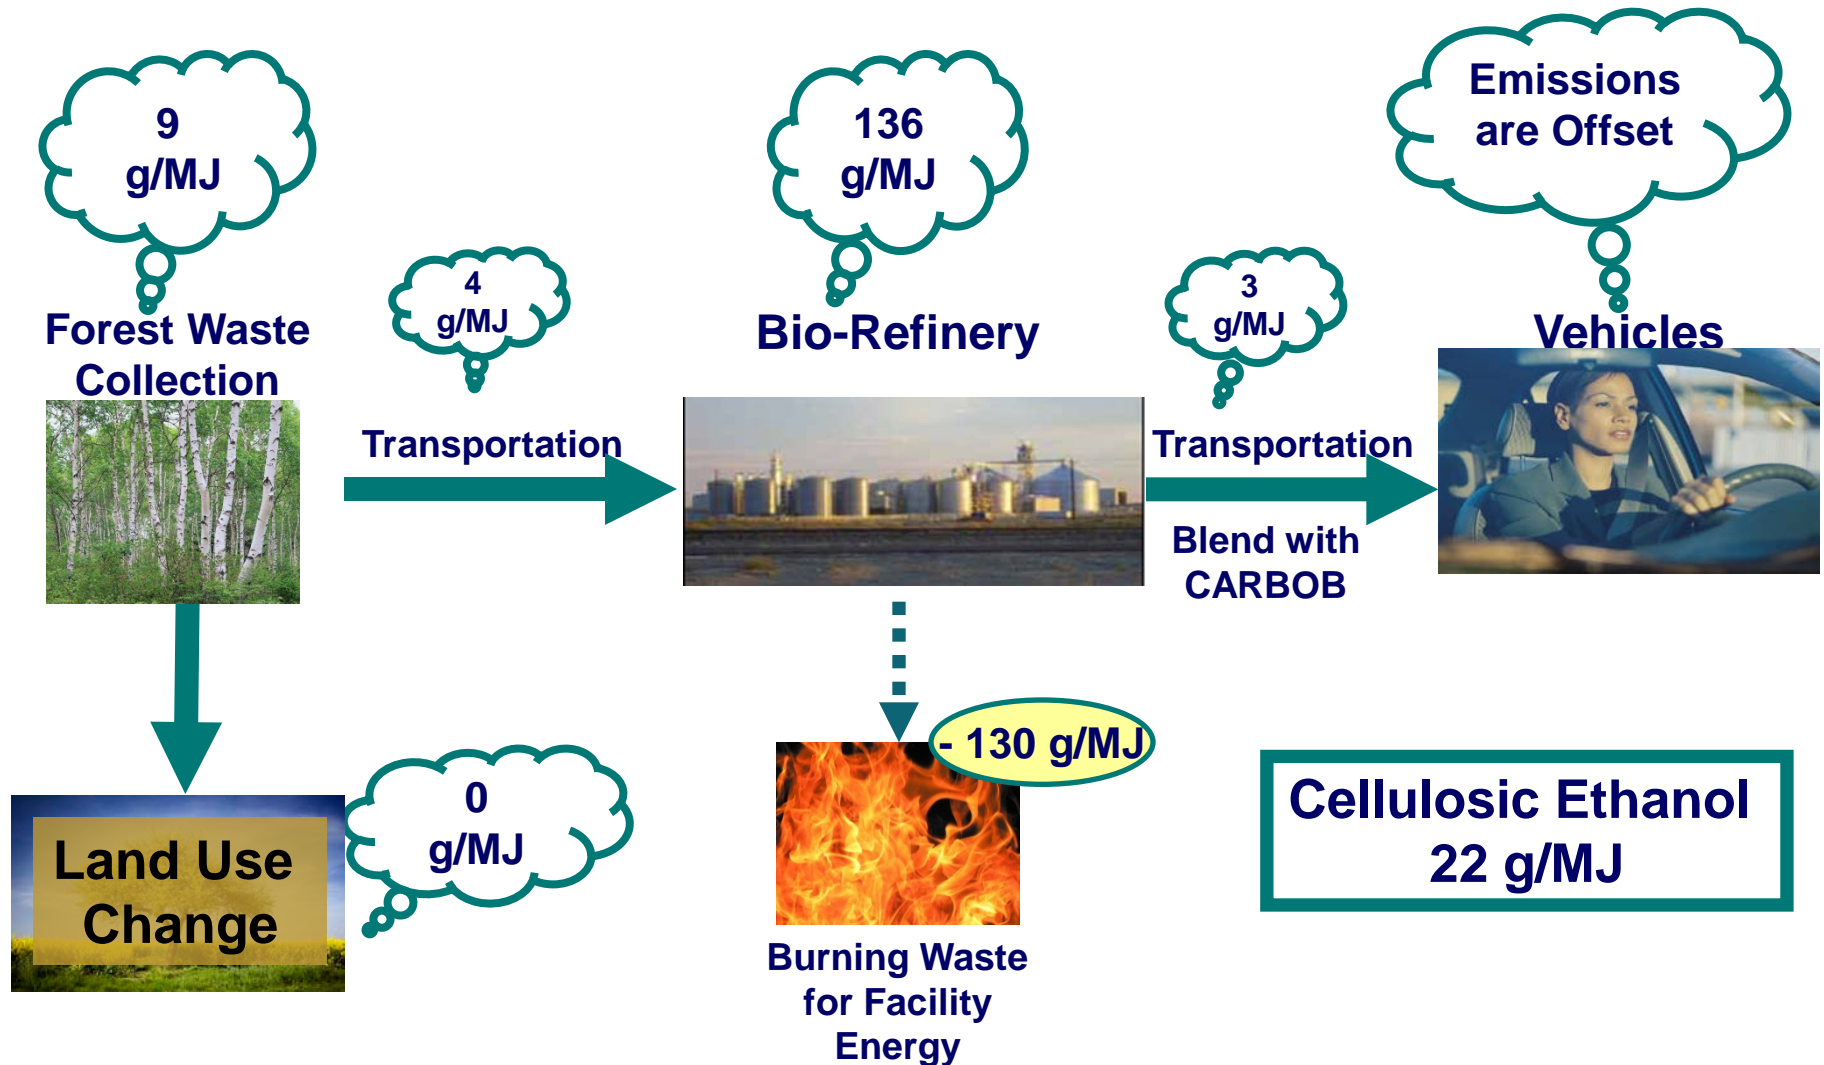 9
g/MJ
136
g/MJ
Emissions
are Offset
4
g/MJ
3
g/MJ
Forest Waste
Collection
Bio-Refinery
Vehicles
Transportation
Transportation
Blend with
CARBOB
- 130 g/MJ
0
g/MJ
Land Use
Change
Cellulosic Ethanol
22 g/MJ
Burning Waste
for Facility
Energy